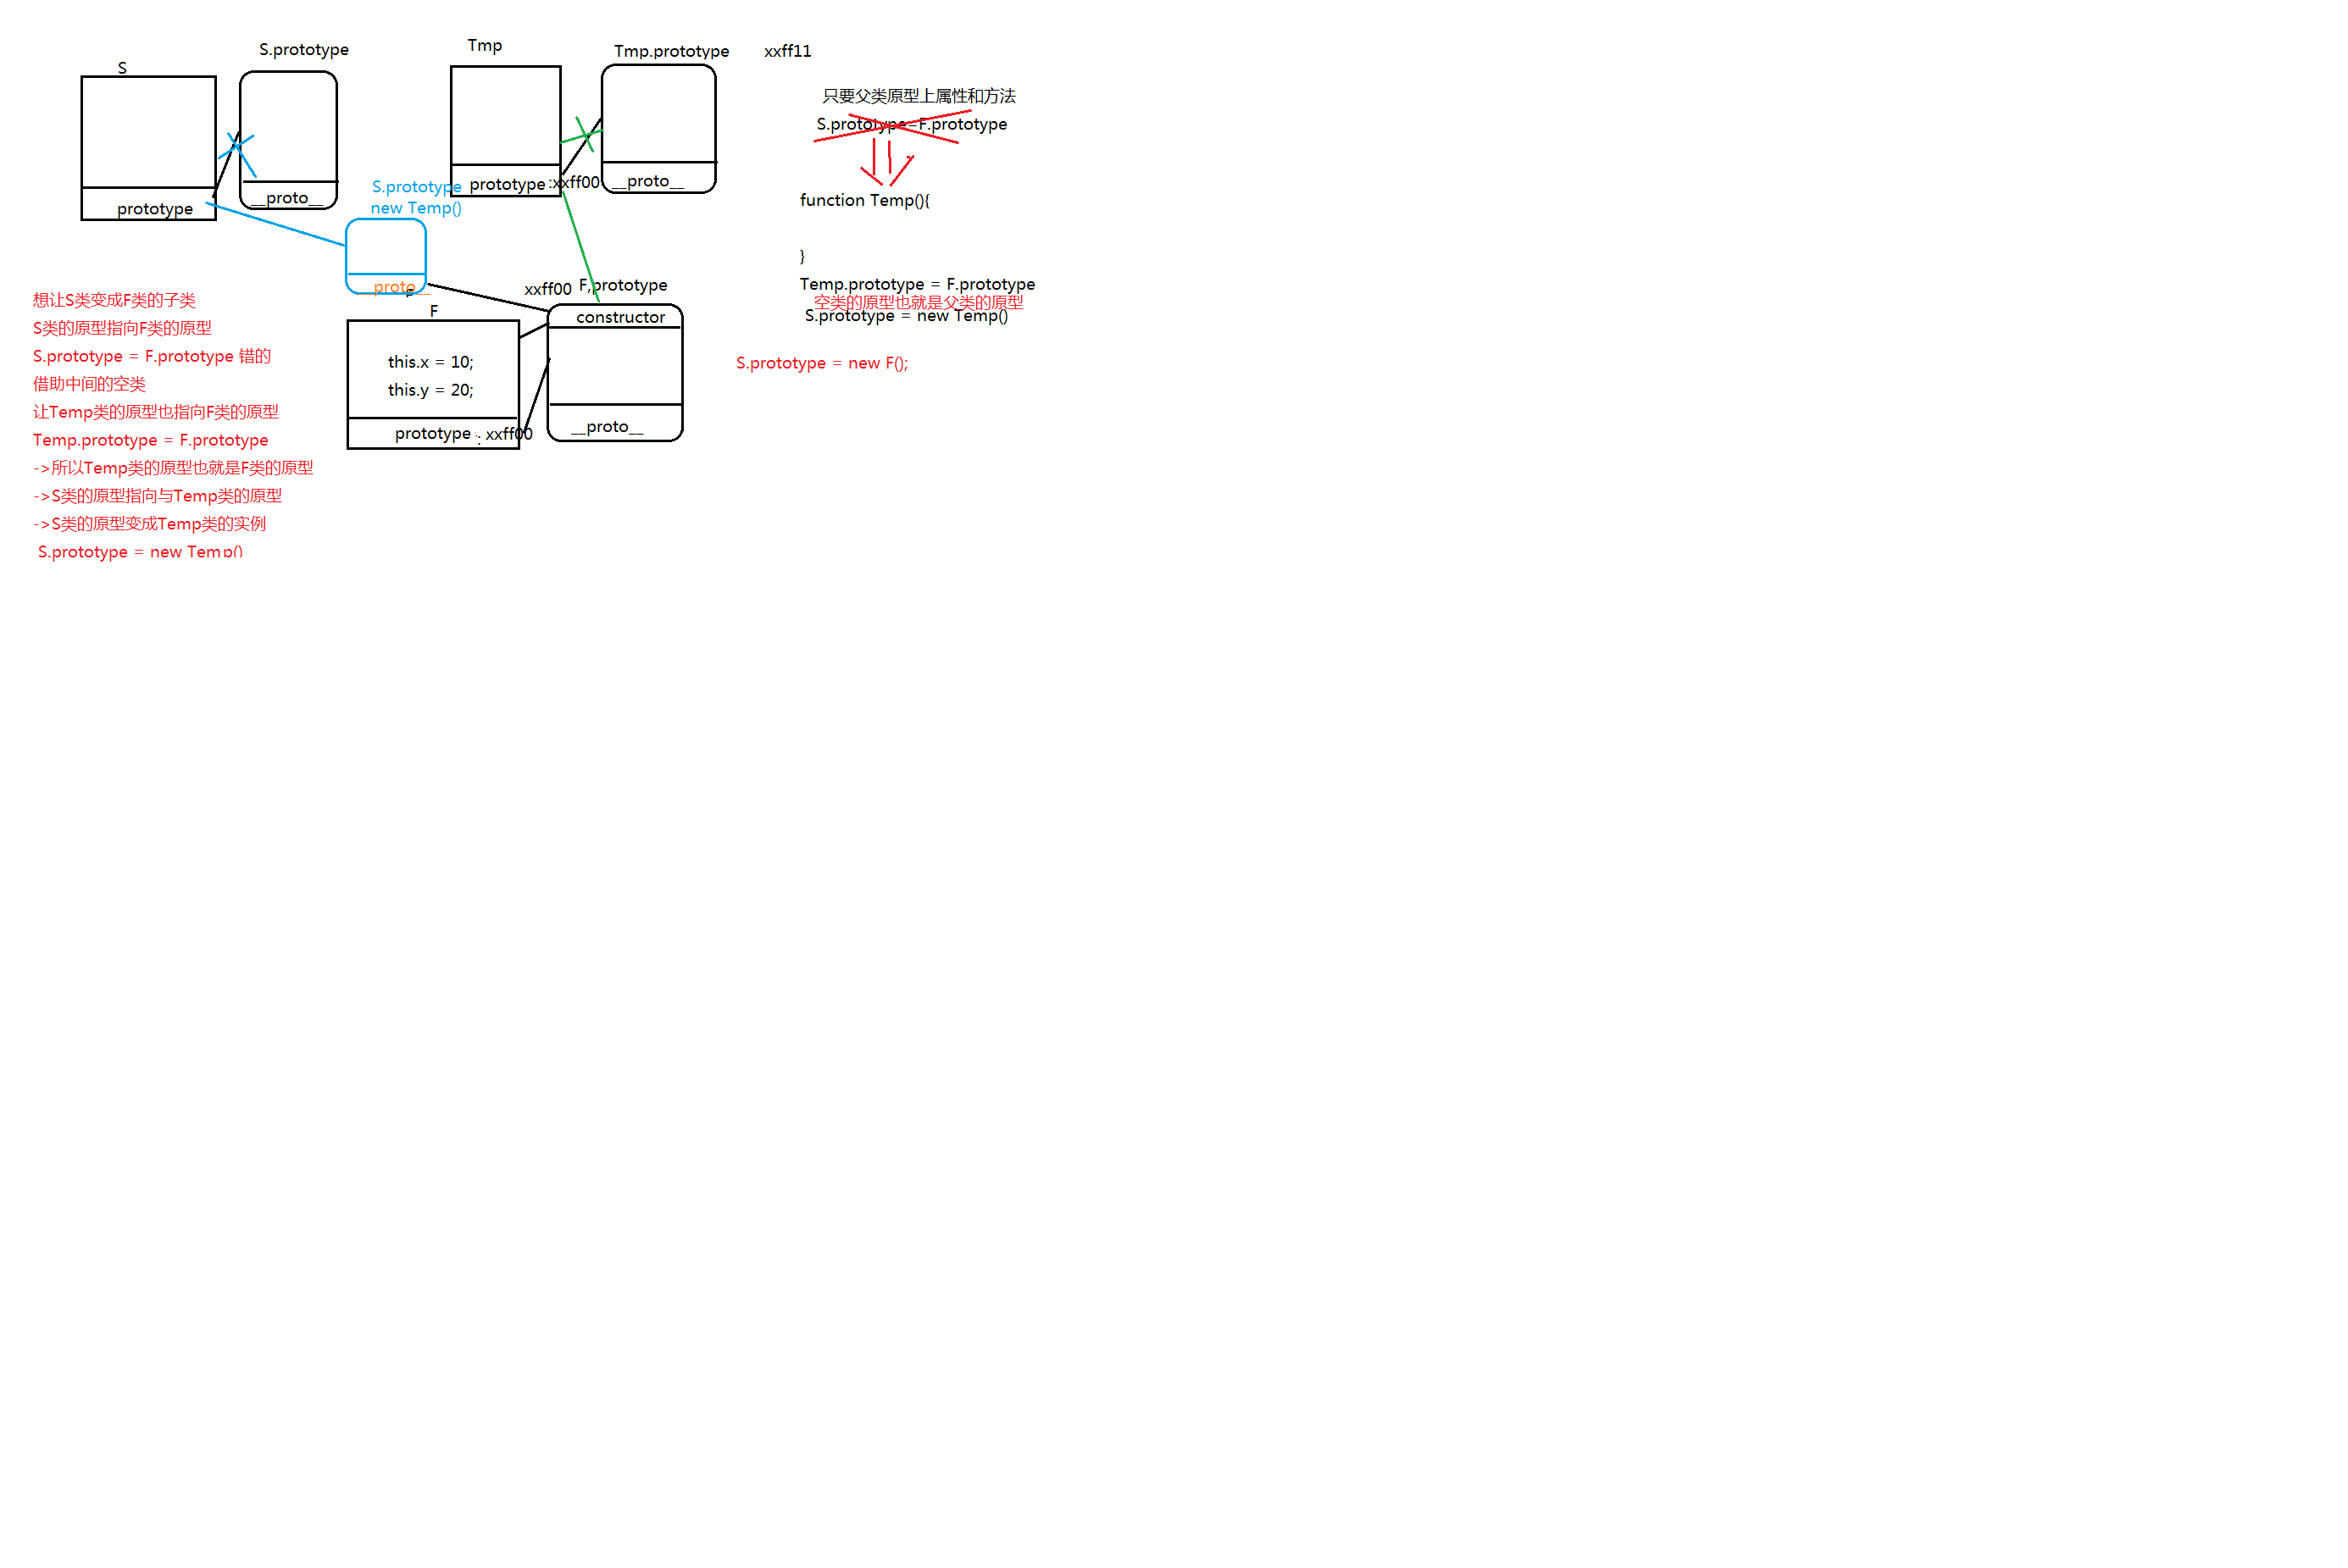 S
S.prototype
prototype
__proto__
Tmp
Tmp.prototype
xxff11
prototype
:xxff00
__proto__
S.prototype
new Temp()
__proto__
F
this.x = 10;
this.y = 20;
prototype : xxff00
xxff00
F,prototype
constructor
__proto__
只要父类原型上属性和方法
S.prototype=F.prototype
function Temp(){
}
Temp.prototype = F.prototype
空类的原型也就是父类的原型
S.prototype = new Temp()
S.prototype = new F();
想让S类变成F类的子类
S类的原型指向F类的原型
S.prototype = F.prototype 错的
借助中间的空类
让Temp类的原型也指向F类的原型
Temp.prototype = F.prototype
->所以Temp类的原型也就是F类的原型
->S类的原型指向与Temp类的原型
->S类的原型变成Temp类的实例
S.prototype = new Temp()